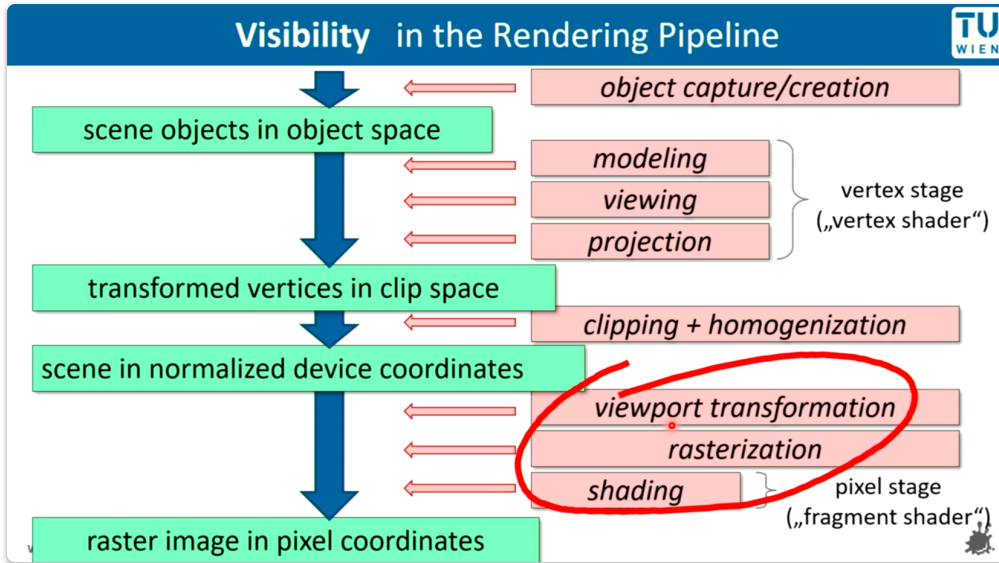 Visibility in the Rendering Pipeline
TU
WIEN
object capture/creation
scene objects in object space
modeling
viewing
projection
vertex stage
(„vertex shader“)
transformed vertices in clip space
clipping + homogenization
scene in normalized device coordinates
viewport transformation
rasterization
shading
pixel stage
(„fragment shader“)
raster image in pixel coordinates